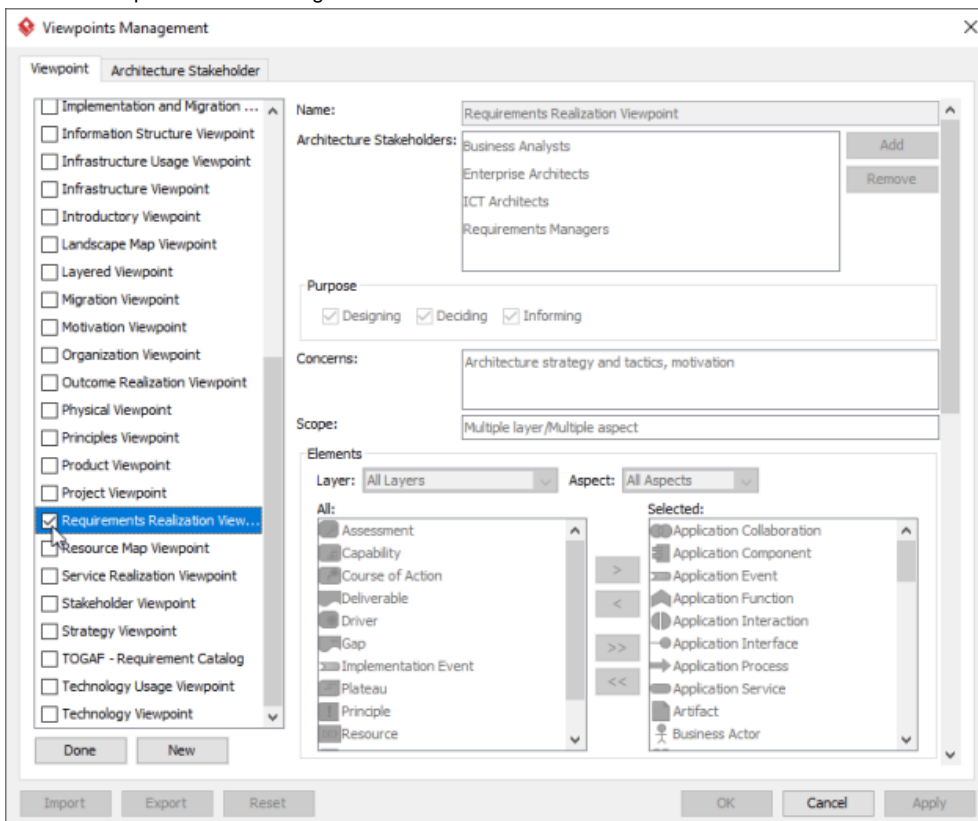 Viewpoints Management
Viewpoint
Architecture Stakeholder
Implementation and Migration ...
Information Structure Viewpoint
Infrastructure Usage Viewpoint
Infrastructure Viewpoint
Introductory Viewpoint
Landscape Map Viewpoint
Layered Viewpoint
Migration Viewpoint
Motivation Viewpoint
Organization Viewpoint
Outcome Realization Viewpoint
Physical Viewpoint
Principles Viewpoint
Product Viewpoint
Project Viewpoint
Requirements Realization View...
Resource Map Viewpoint
Service Realization Viewpoint
Stakeholder Viewpoint
Strategy Viewpoint
TOGAF - Requirement Catalog
Technology Usage Viewpoint
Technology Viewpoint
Done
New
Name:
Requirements Realization Viewpoint
Architecture Stakeholders:
Business Analysts
Enterprise Architects
ICT Architects
Requirements Managers
Add
Remove
Purpose
Designing
Deciding
Informing
Concerns:
Architecture strategy and tactics, motivation
Scope:
Multiple layer/Multiple aspect
Elements
Layer:
All Layers
Aspect:
All Aspects
All:
Assessment
Capability
Course of Action
Deliverable
Driver
Gap
Implementation Event
Plateau
Principle
Resource
>
<
>>
<<
Selected:
Application Collaboration
Application Component
Application Event
Application Function
Application Interaction
Application Interface
Application Process
Application Service
Artifact
Business Actor
Import
Export
Reset
OK
Cancel
Apply